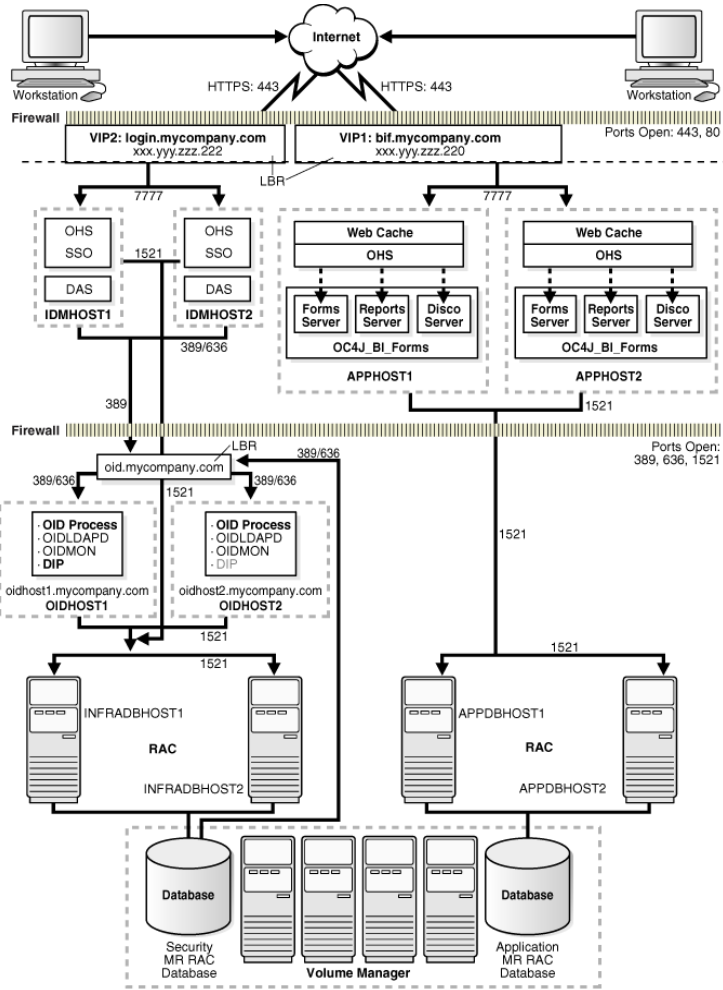 Internet
Workstation
Workstation
HTTPS: 443
HTTPS: 443
Firewall
Ports Open: 443, 80
VIP2: login.mycompany.com
xxx.yyy.zzz.222
VIP1: bif.mycompany.com
xxx.yyy.zzz.220
LBR
7777
7777
OHS
SSO
DAS
IDMHOST1
1521
OHS
SSO
DAS
IDMHOST2
389/636
Web Cache
OHS
Forms
Server
Reports
Server
Disco
Server
OC4J_BI_Forms
APPHOST1
Web Cache
OHS
Forms
Server
Reports
Server
Disco
Server
OC4J_BI_Forms
APPHOST2
389
1521
Firewall
Ports Open:
389, 636, 1521
LBR
oid.mycompany.com
389/636
389/636
389/636
1521
· OID Process
· OIDLDAPD
· OIDMON
· DIP
oidhost1.mycompany.com
OIDHOST1
· OID Process
· OIDLDAPD
· OIDMON
· DIP
oidhost2.mycompany.com
OIDHOST2
1521
1521
1521
1521
INFRADBHOST1
RAC
INFRADBHOST2
APPDBHOST1
RAC
APPDBHOST2
Database
Security
MR RAC
Database
Volume Manager
Database
Application
MR RAC
Database